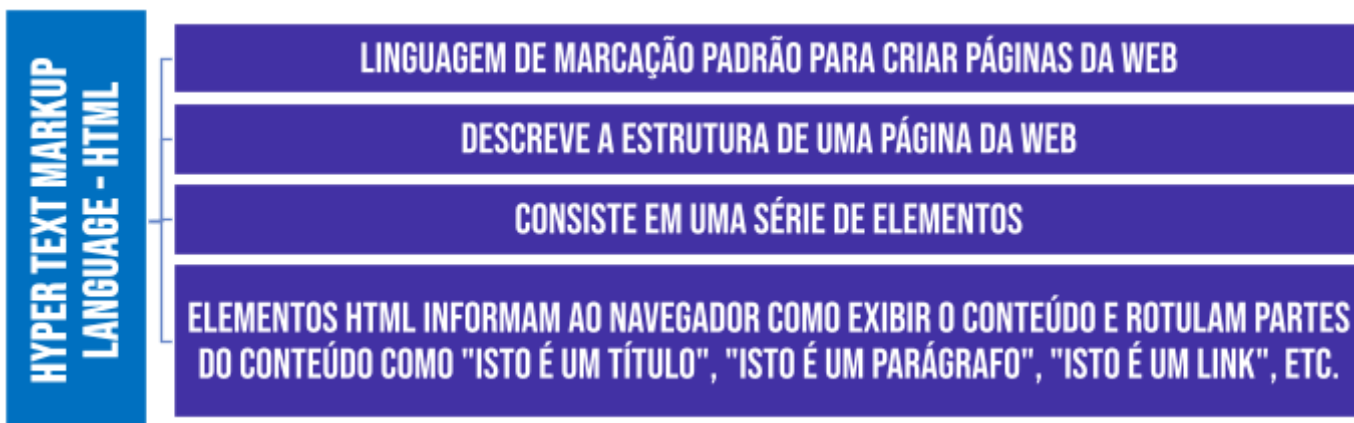 HYPER TEXT MARKUP
LANGUAGE - HTML
LINGUAGEM DE MARCAÇÃO PADRÃO PARA CRIAR PÁGINAS DA WEB
DESCREVE A ESTRUTURA DE UMA PÁGINA DA WEB
CONSISTE EM UMA SÉRIE DE ELEMENTOS
ELEMENTOS HTML INFORMAM AO NAVEGADOR COMO EXIBIR O CONTEÚDO E ROTULAM PARTES
DO CONTEÚDO COMO "ISTO É UM TÍTULO", "ISTO É UM PARÁGRAFO", "ISTO É UM LINK", ETC.